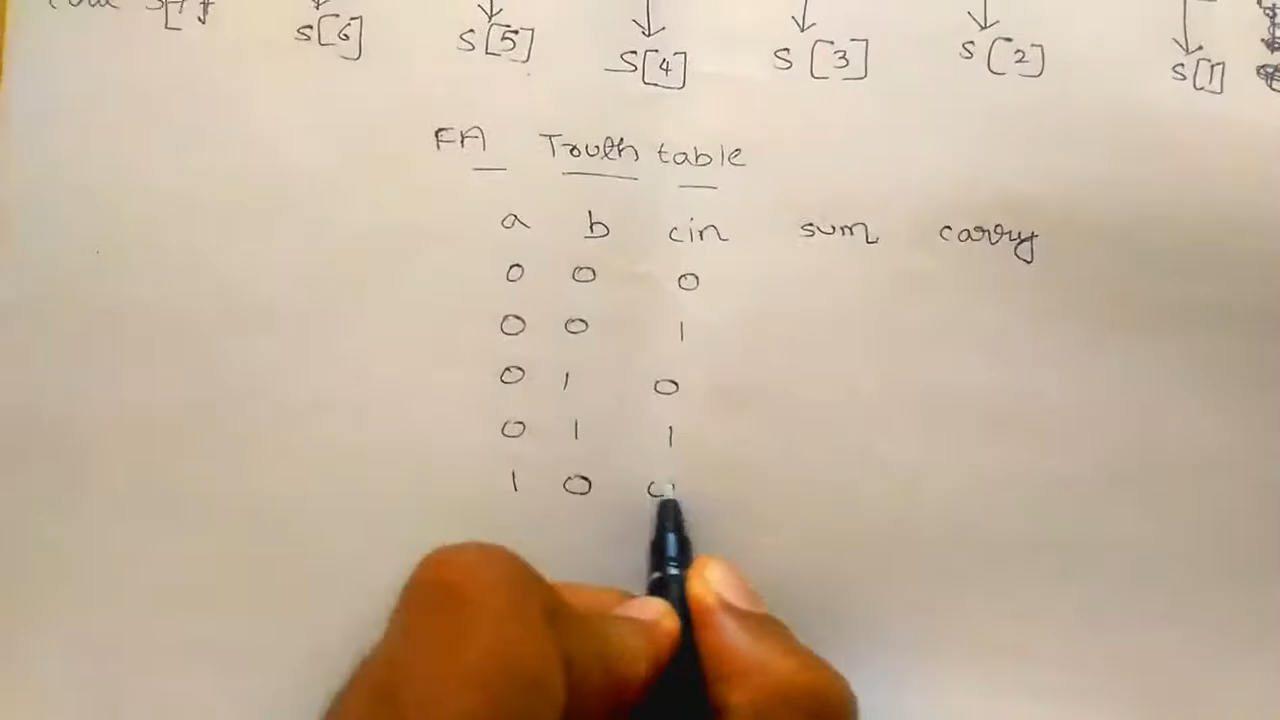 S[6] S[5] S[4] S[3] S[2] S[1]
FA Truth table
a b cin sum carry
0 0 0
0 0 1
0 1 0
0 1 1
1 0